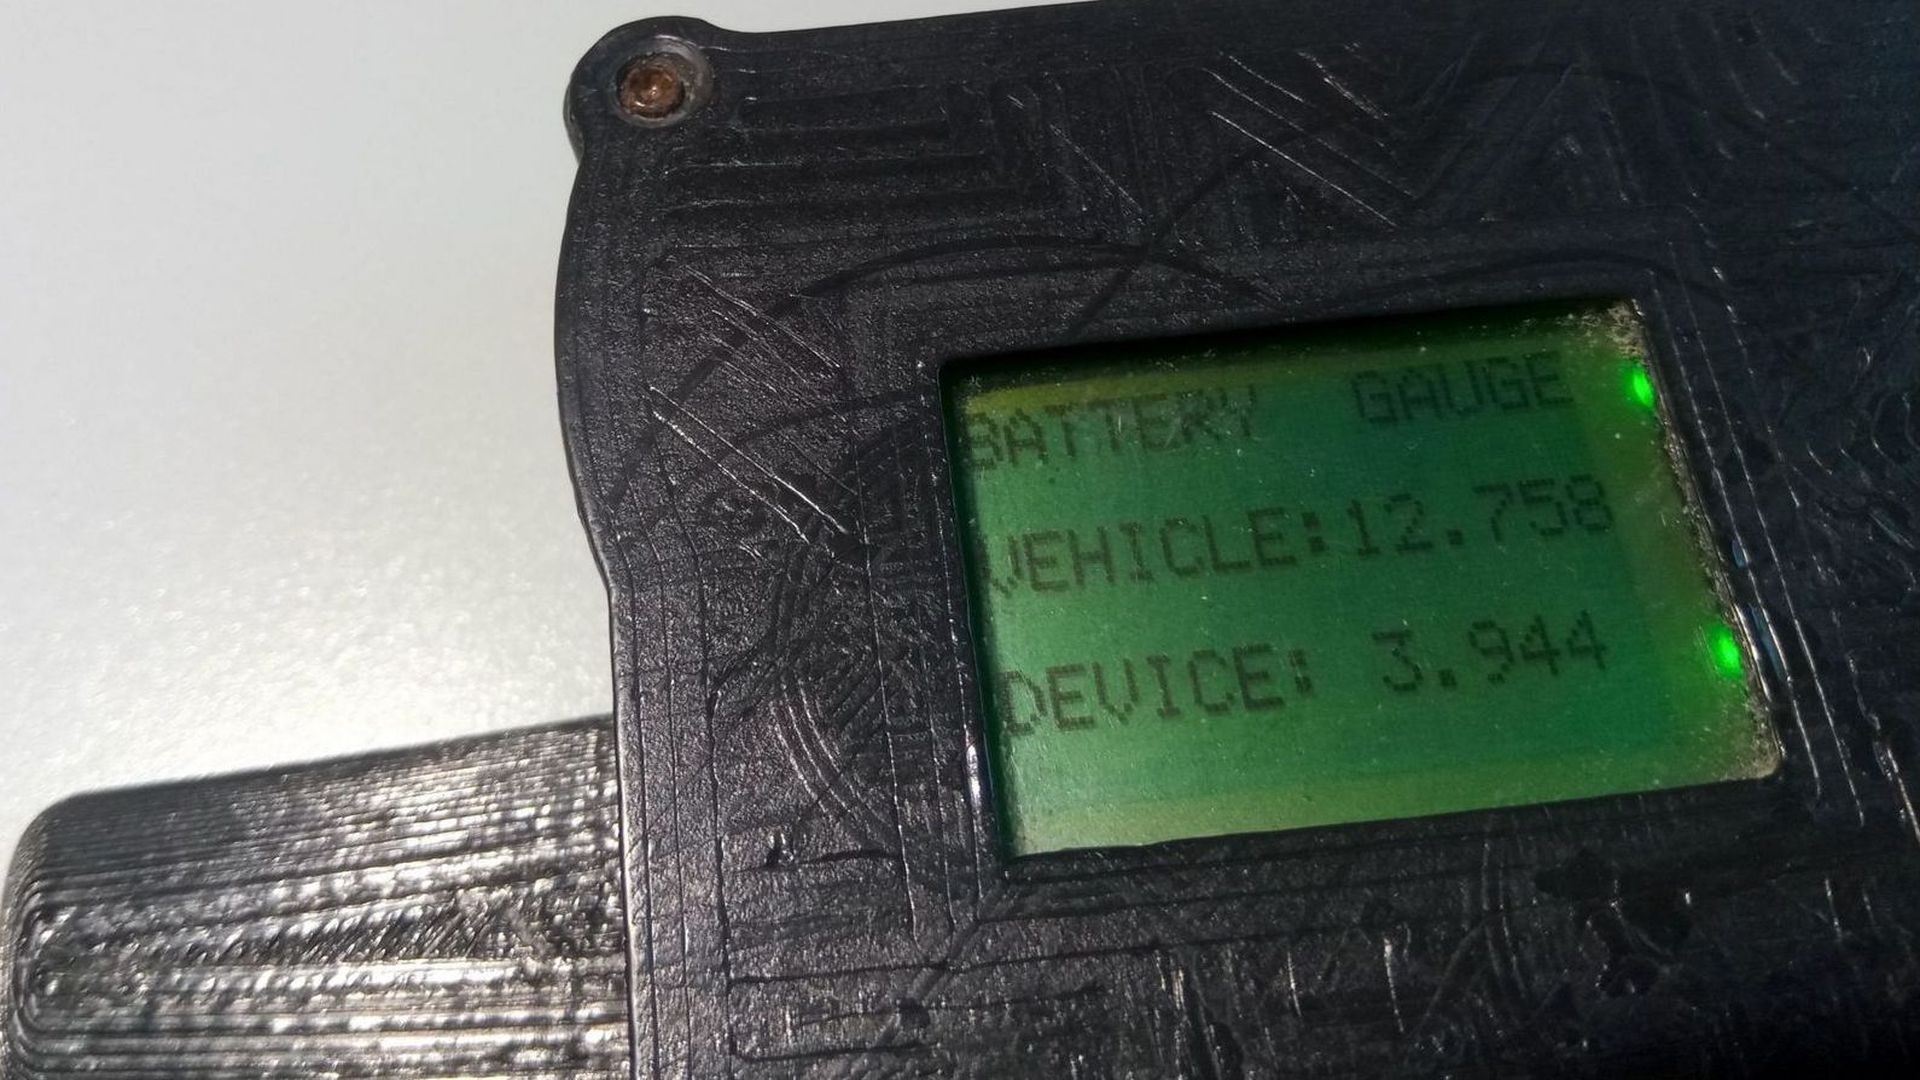 BATTERY GAUGE
VEHICLE:12.758
DEVICE: 3.944